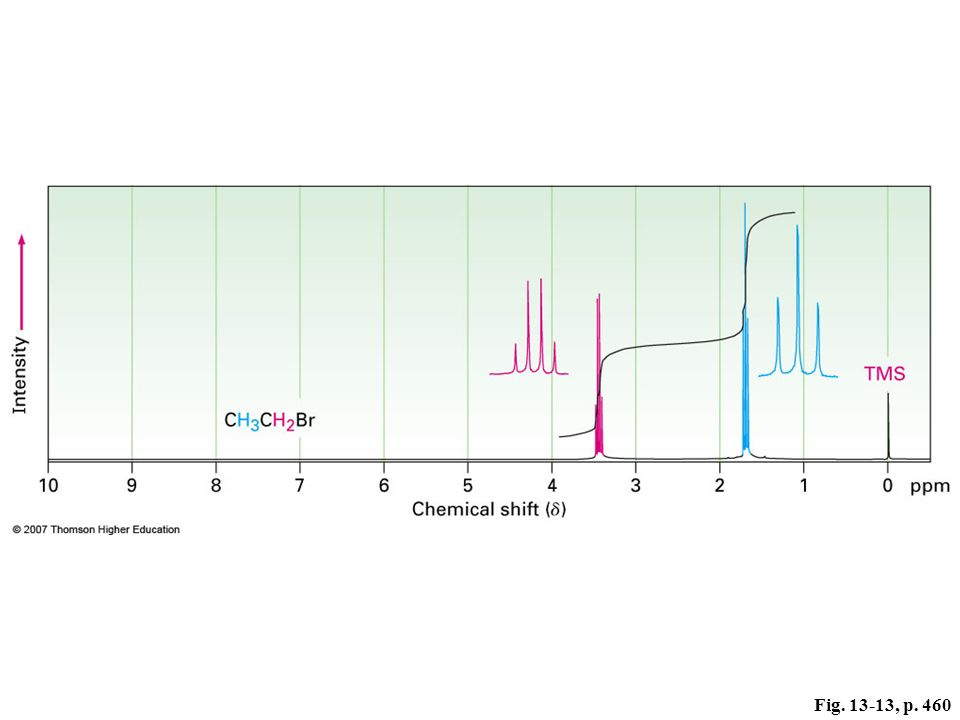 Intensity
CH₃CH₂Br
TMS
10 9 8 7 6 5 4 3 2 1 0 ppm
Chemical shift (δ)
© 2007 Thomson Higher Education
Fig. 13-13, p. 460